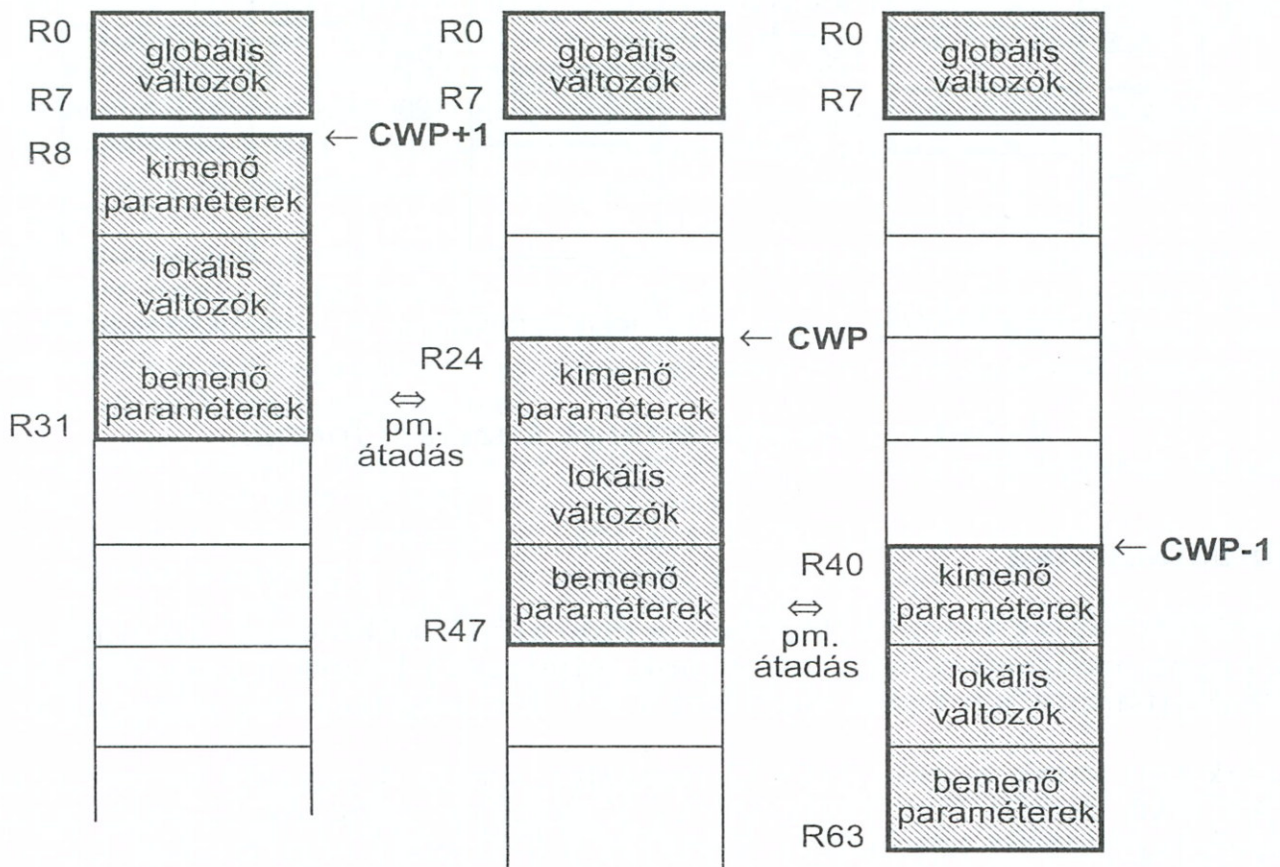 R0
globális
változók
R7
R8
← CWP+1
kimenő
paraméterek
lokális
változók
bemenő
paraméterek
R31
⇔
pm.
átadás
R0
globális
változók
R7
← CWP
R24
kimenő
paraméterek
lokális
változók
bemenő
paraméterek
R47
⇔
pm.
átadás
R0
globális
változók
R7
← CWP-1
R40
kimenő
paraméterek
lokális
változók
bemenő
paraméterek
R63